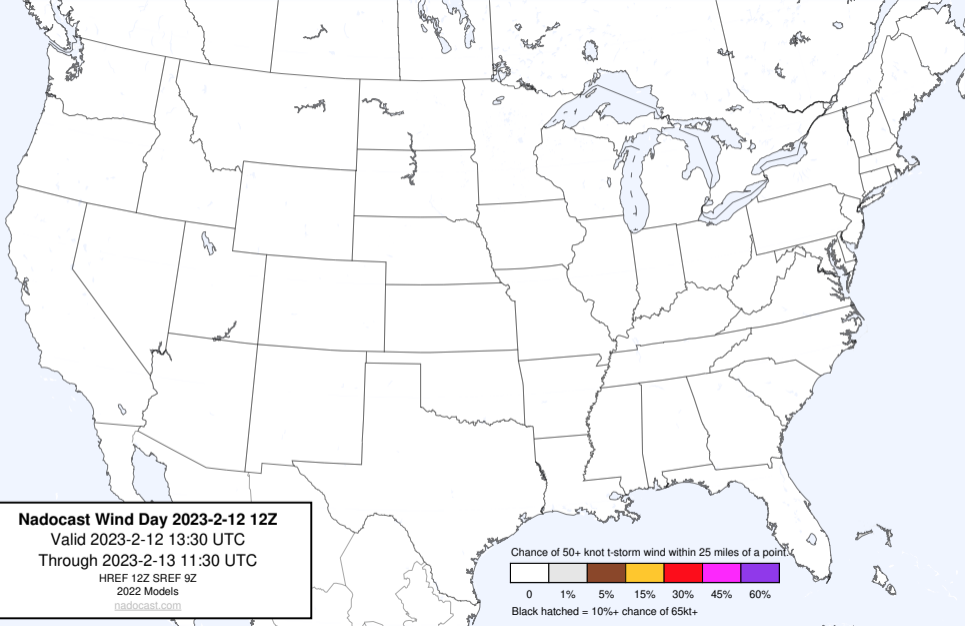 Nadocast Wind Day 2023-2-12 12Z
Valid 2023-2-12 13:30 UTC
Through 2023-2-13 11:30 UTC
HREF 12Z SREF 9Z
2022 Models
nadocast.com
Chance of 50+ knot t-storm wind within 25 miles of a point.
0 1% 5% 15% 30% 45% 60%
Black hatched = 10%+ chance of 65kt+